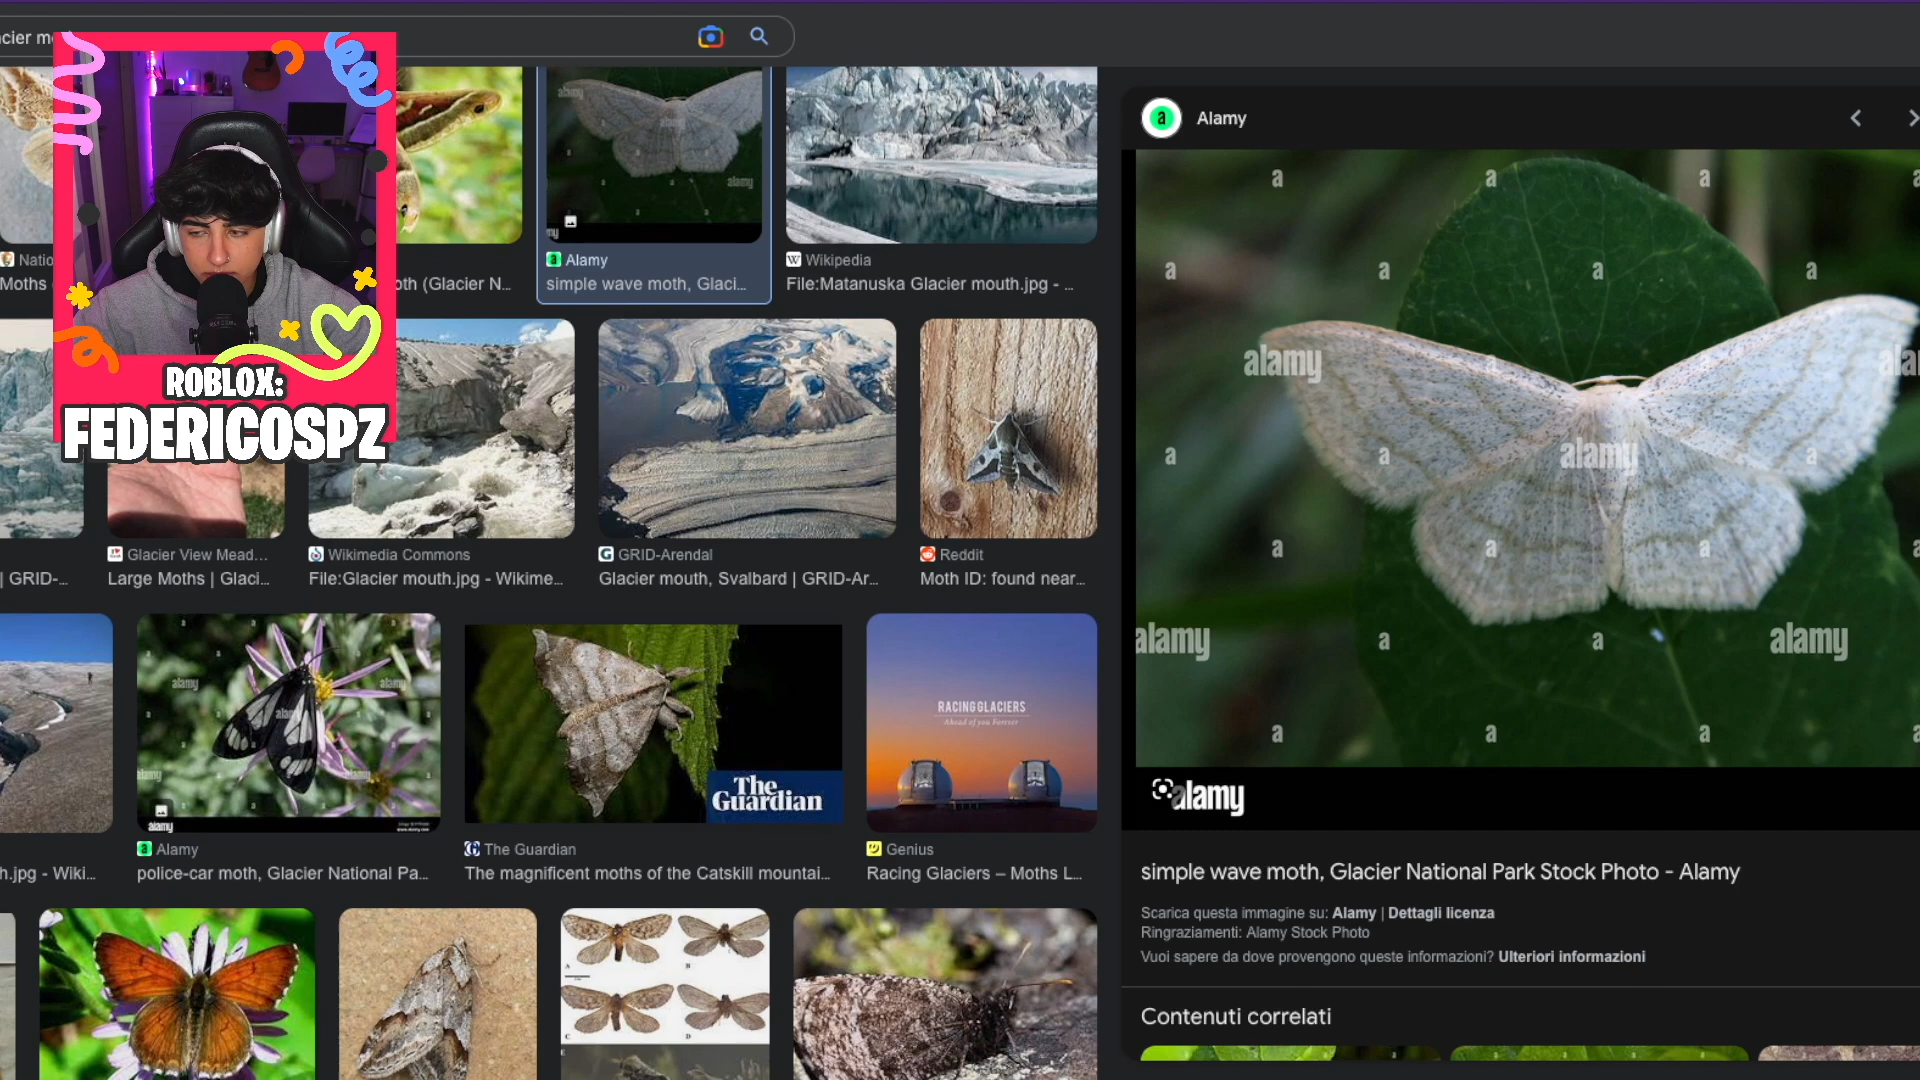 cier m
Alamy
Natio
Moths
oth (Glacier N...
Alamy
simple wave moth, Glaci...
Wikipedia
File:Matanuska Glacier mouth.jpg - ...
ROBLOX:
FEDERICOSPZ
| GRID-...
Glacier View Mead...
Large Moths | Glaci...
Wikimedia Commons
File:Glacier mouth.jpg - Wikime...
GRID-Arendal
Glacier mouth, Svalbard | GRID-Ar...
Reddit
Moth ID: found near...
RACING GLACIERS
Ahead of you Forever
The
Guardian
h.jpg - Wiki...
Alamy
police-car moth, Glacier National Pa...
The Guardian
The magnificent moths of the Catskill mountai...
Genius
Racing Glaciers – Moths L...
alamy
alamy
alamy
alamy
alamy
simple wave moth, Glacier National Park Stock Photo - Alamy
Scarica questa immagine su: Alamy | Dettagli licenza
Ringraziamenti: Alamy Stock Photo
Vuoi sapere da dove provengono queste informazioni? Ulteriori informazioni
Contenuti correlati